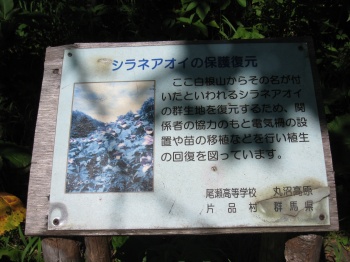 シラネアオイの保護復元
ここ白根山からその名が付
いたといわれるシラネアオイ
の群生地を復元するため、関
係者の協力のもと電気柵の設
置や苗の移植などを行い植生
の回復を図っています。
尾瀬高等学校 丸沼高原
片品村 群馬県